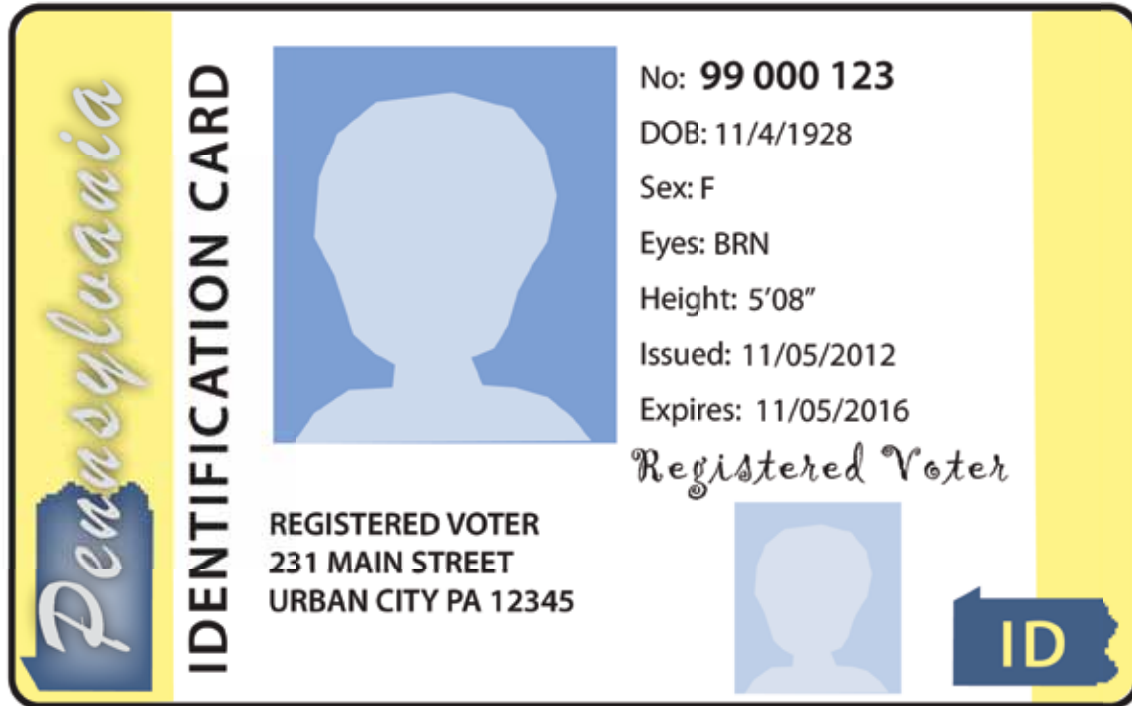 Pennsylvania
IDENTIFICATION CARD
No: 99 000 123
DOB: 11/4/1928
Sex: F
Eyes: BRN
Height: 5'08"
Issued: 11/05/2012
Expires: 11/05/2016
Registered Voter
REGISTERED VOTER
231 MAIN STREET
URBAN CITY PA 12345
ID